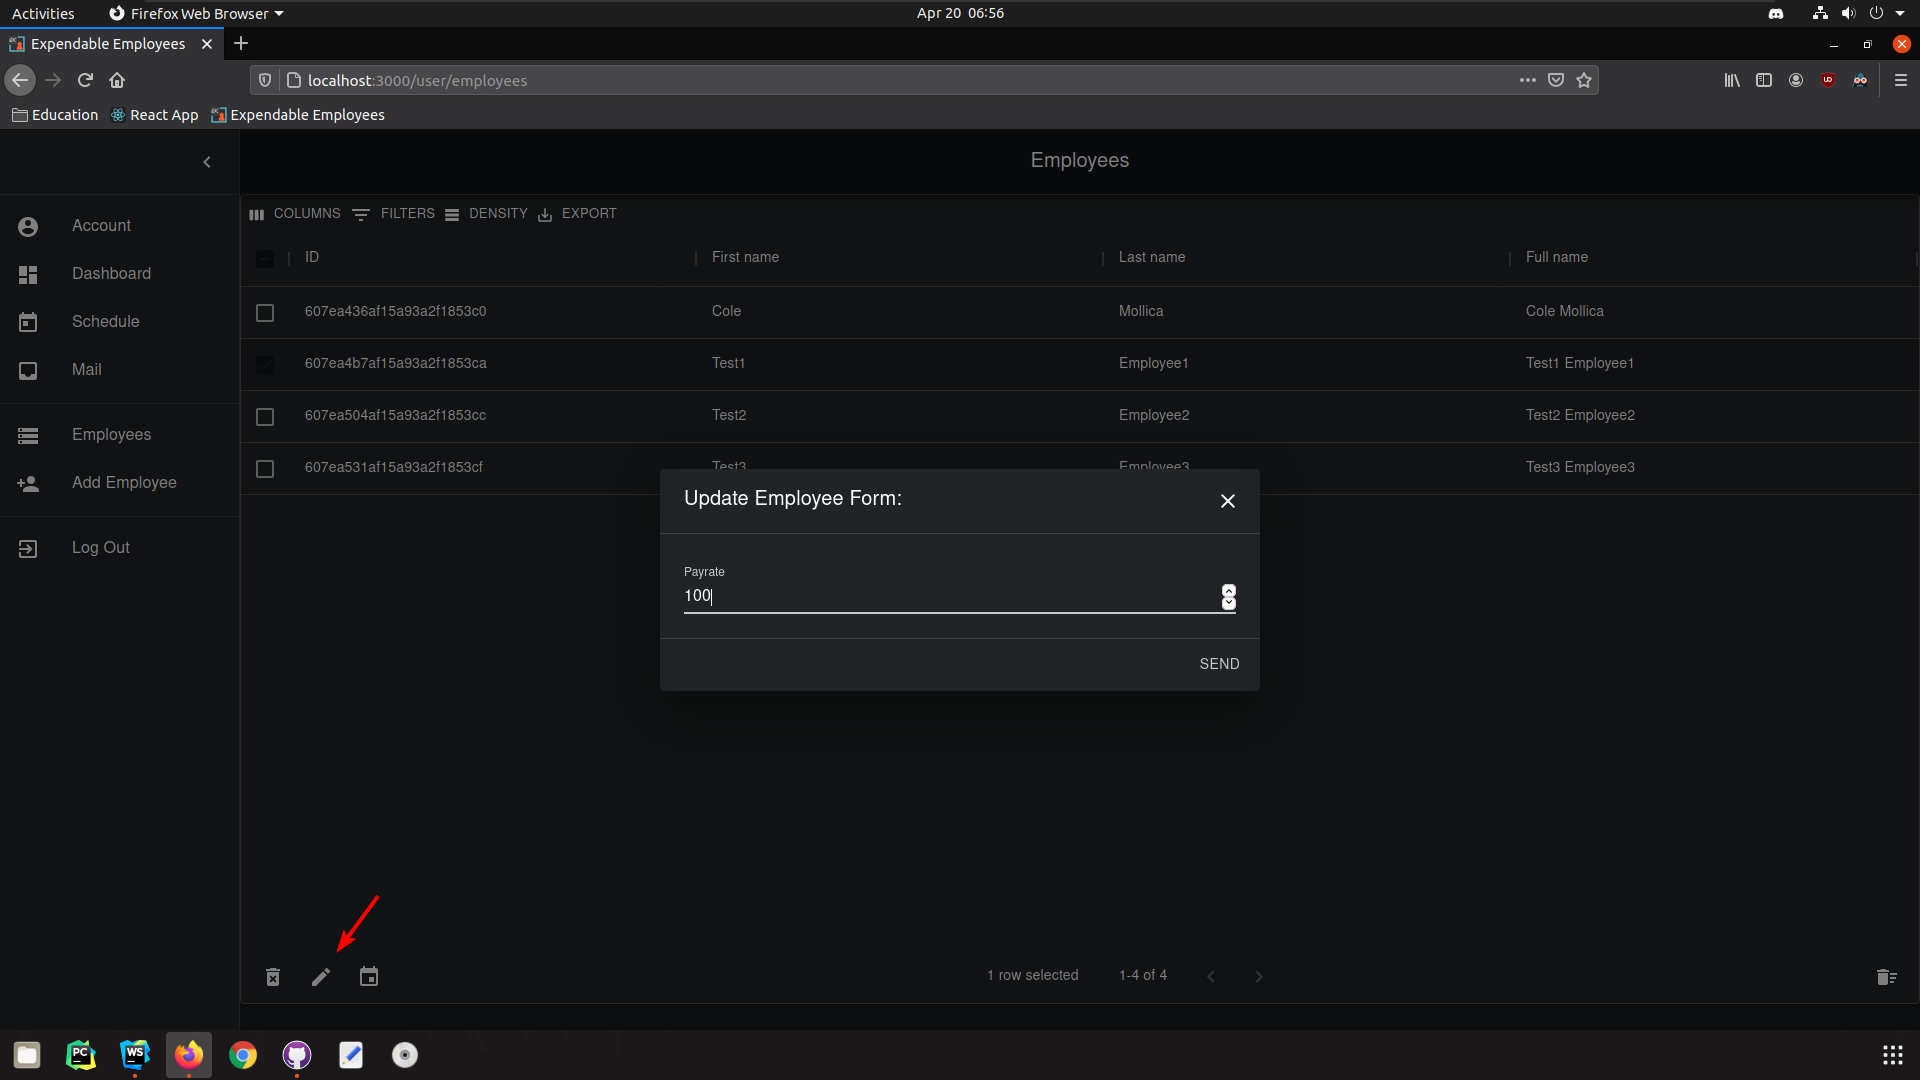 Activities Firefox Web Browser Apr 20 06:56
Expendable Employees
localhost:3000/user/employees
Education React App Expendable Employees
Employees
COLUMNS FILTERS DENSITY EXPORT
ID First name Last name Full name
607ea436af15a93a2f1853c0 Cole Mollica Cole Mollica
607ea4b7af15a93a2f1853ca Test1 Employee1 Test1 Employee1
607ea504af15a93a2f1853cc Test2 Employee2 Test2 Employee2
607ea531af15a93a2f1853cf Test3 Employee3 Test3 Employee3
Account
Dashboard
Schedule
Mail
Employees
Add Employee
Log Out
Update Employee Form:
Payrate
100
SEND
1 row selected 1-4 of 4
PC WS